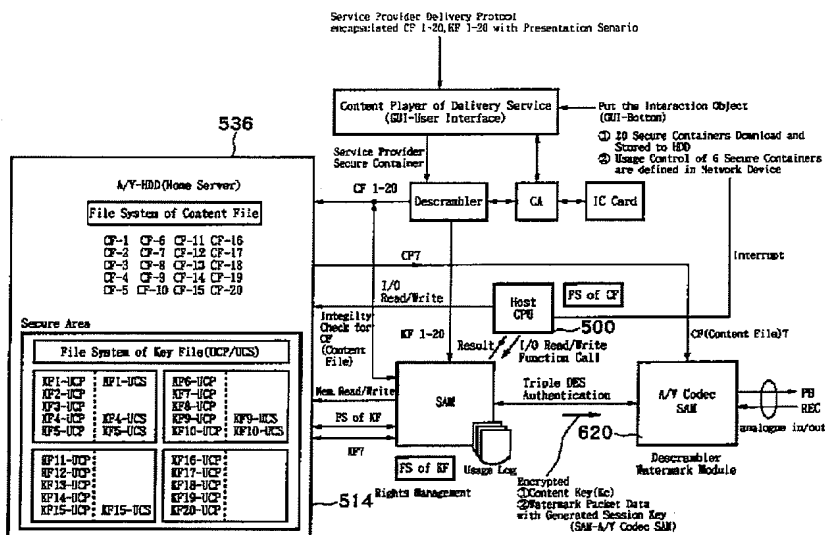 Service Provider Delivery Protocol
encapsulated CF 1-20,KF 1-20 with Presentation Senario
Content Player of Delivery Service
(GUI-User Interface)
Put the Interaction Object
(GUI-Bottom)
① 20 Secure Containers Download and
Stored to HDD
② Usage Control of 6 Secure Containers
are defined in Network Device
Service Provider
Secure Container
536
A/V-HDD(Home Server)
CF 1-20
Descrambler
CA
IC Card
File System of Content File
CF-1 CF-6 CF-11 CF-16
CF-2 CF-7 CF-12 CF-17
CF-3 CF-8 CF-13 CF-18
CF-4 CF-9 CF-14 CF-19
CF-5 CF-10 CF-15 CF-20
CF7
Interrupt
I/O
Read/Write
Host
CPU
FS of CF
500
Integrity
Check for
CF
(Content
File)
KF 1-20
Result
I/O Read/Write
Function Call
CF(Content File)7
Secure Area
File System of Key File(UCP/UCS)
KF1-UCP KF1-UCS
KF2-UCP
KF3-UCP
KF4-UCP KF4-UCS
KF5-UCP KF5-UCS
KF6-UCP
KF7-UCP
KF8-UCP
KF9-UCP KF9-UCS
KF10-UCP KF10-UCS
KF11-UCP
KF12-UCP
KF13-UCP
KF14-UCP
KF15-UCP KF15-UCS
KF16-UCP
KF17-UCP
KF18-UCP
KF19-UCP
KF20-UCP
514
Mem.Read/Write
FS of KF
KF7
SAM
FS of KF
Usage Log
Rights Management
Triple DES
Authentication
A/V Codec
SAM
620
PB
REC
analogue in/out
Descrambler
Watermark Module
Encrypted
①Content Key(Kc)
②Watermark Packet Data
with Generated Session Key
(SAM-A/V Codec SAM)